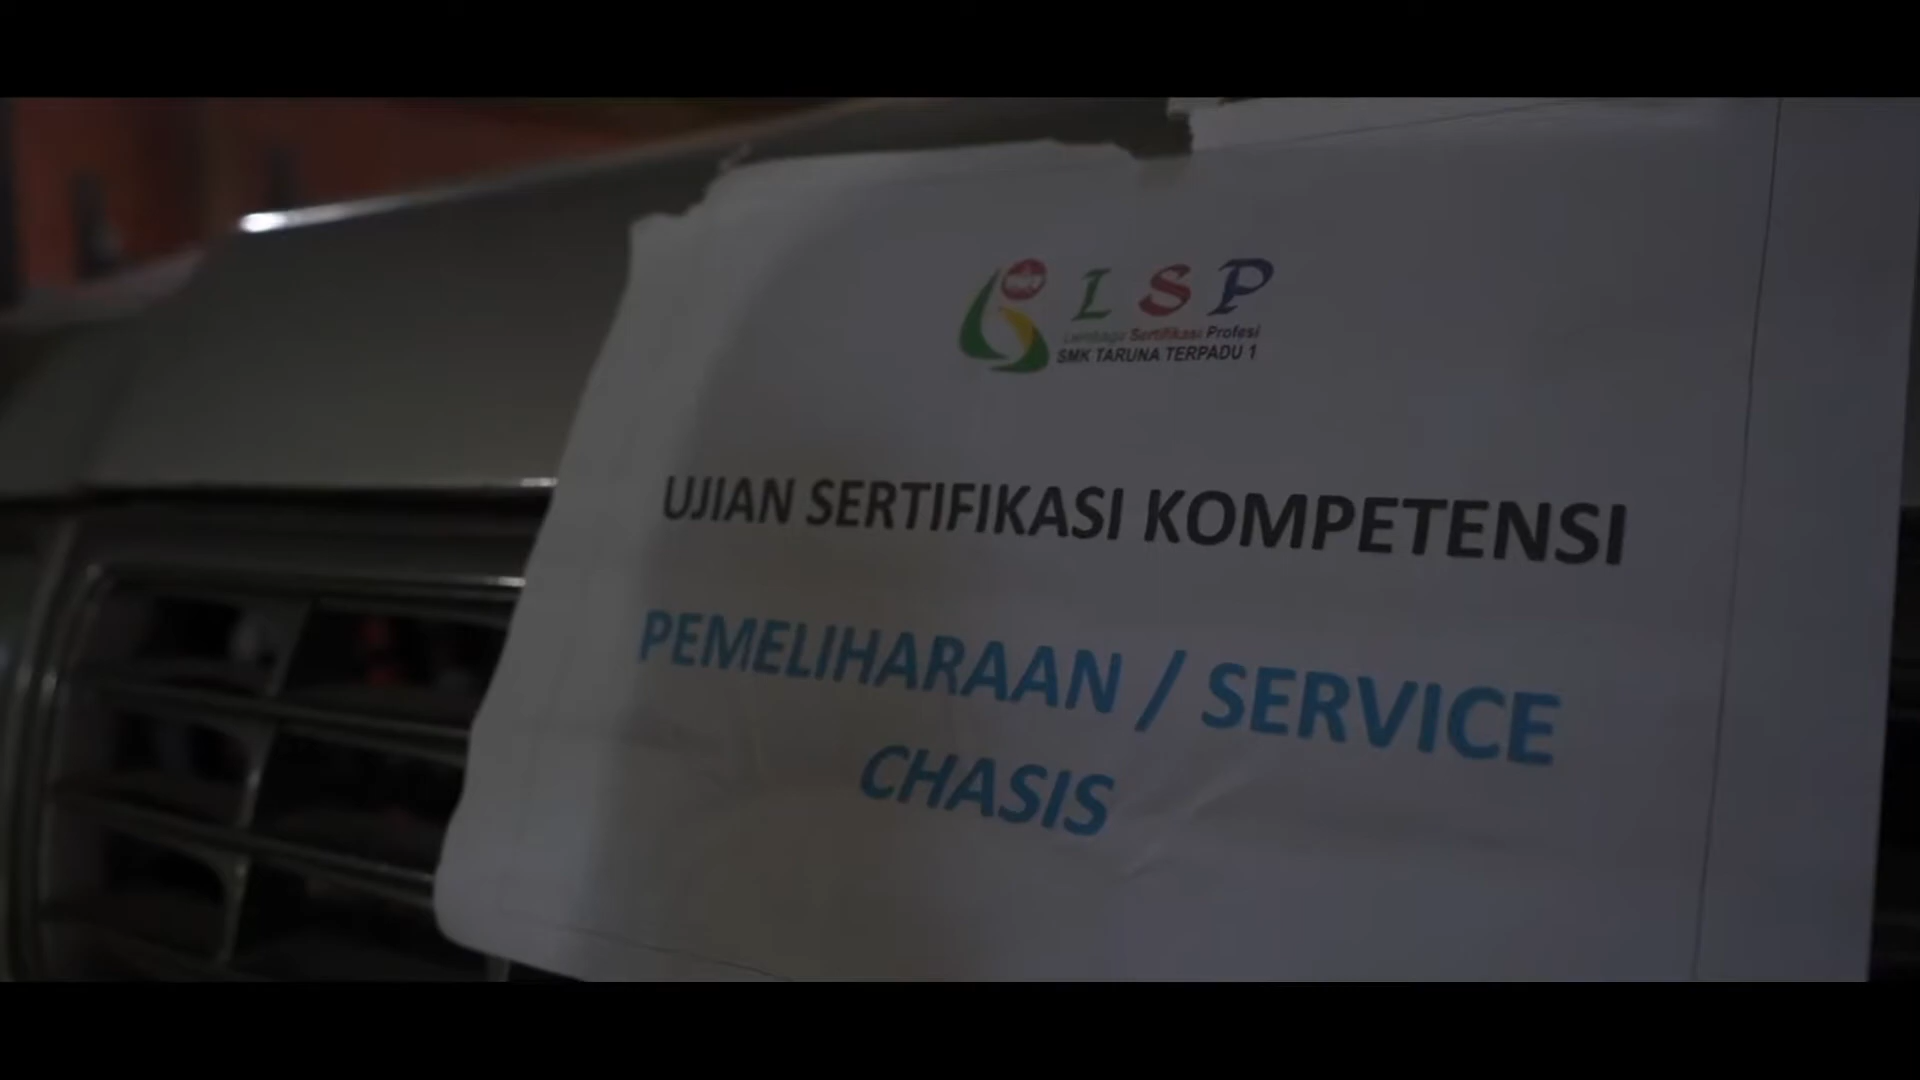 LSP
Lembaga Sertifikasi Profesi
SMK TARUNA TERPADU 1
UJIAN SERTIFIKASI KOMPETENSI
PEMELIHARAAN / SERVICE
CHASIS